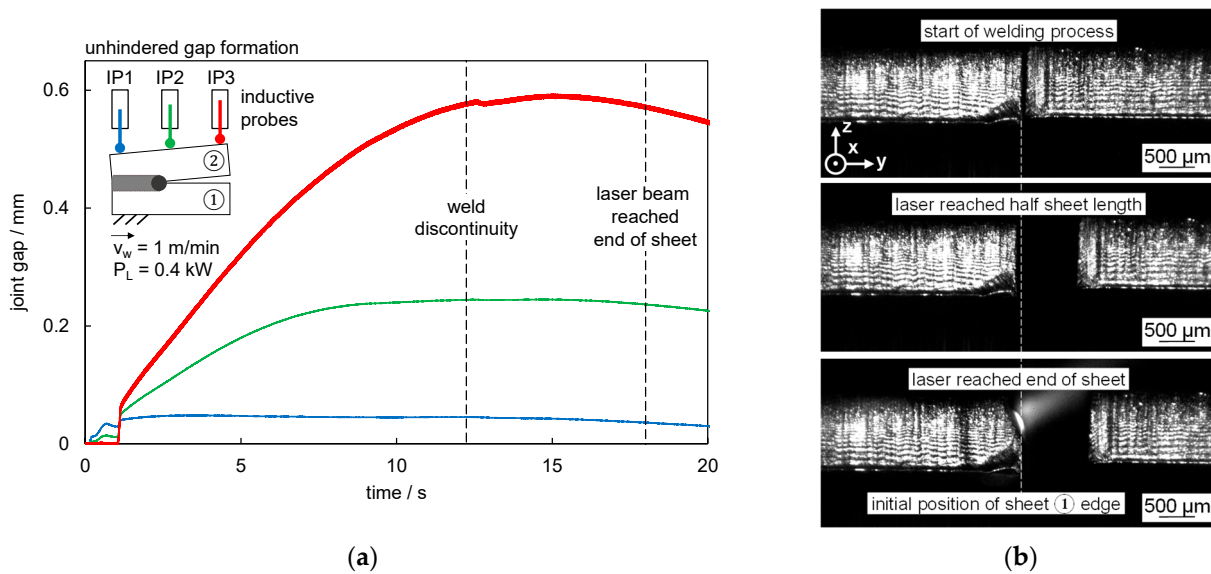 unhindered gap formation
IP1 IP2 IP3
inductive
probes
②
①
v_w = 1 m/min
P_L = 0.4 kW
0.6
0.4
0.2
0
joint gap / mm
weld
discontinuity
laser beam
reached
end of sheet
0 5 10 15 20
time / s
(a)
start of welding process
z
x
y
500 µm
laser reached half sheet length
500 µm
laser reached end of sheet
initial position of sheet ① edge
500 µm
(b)